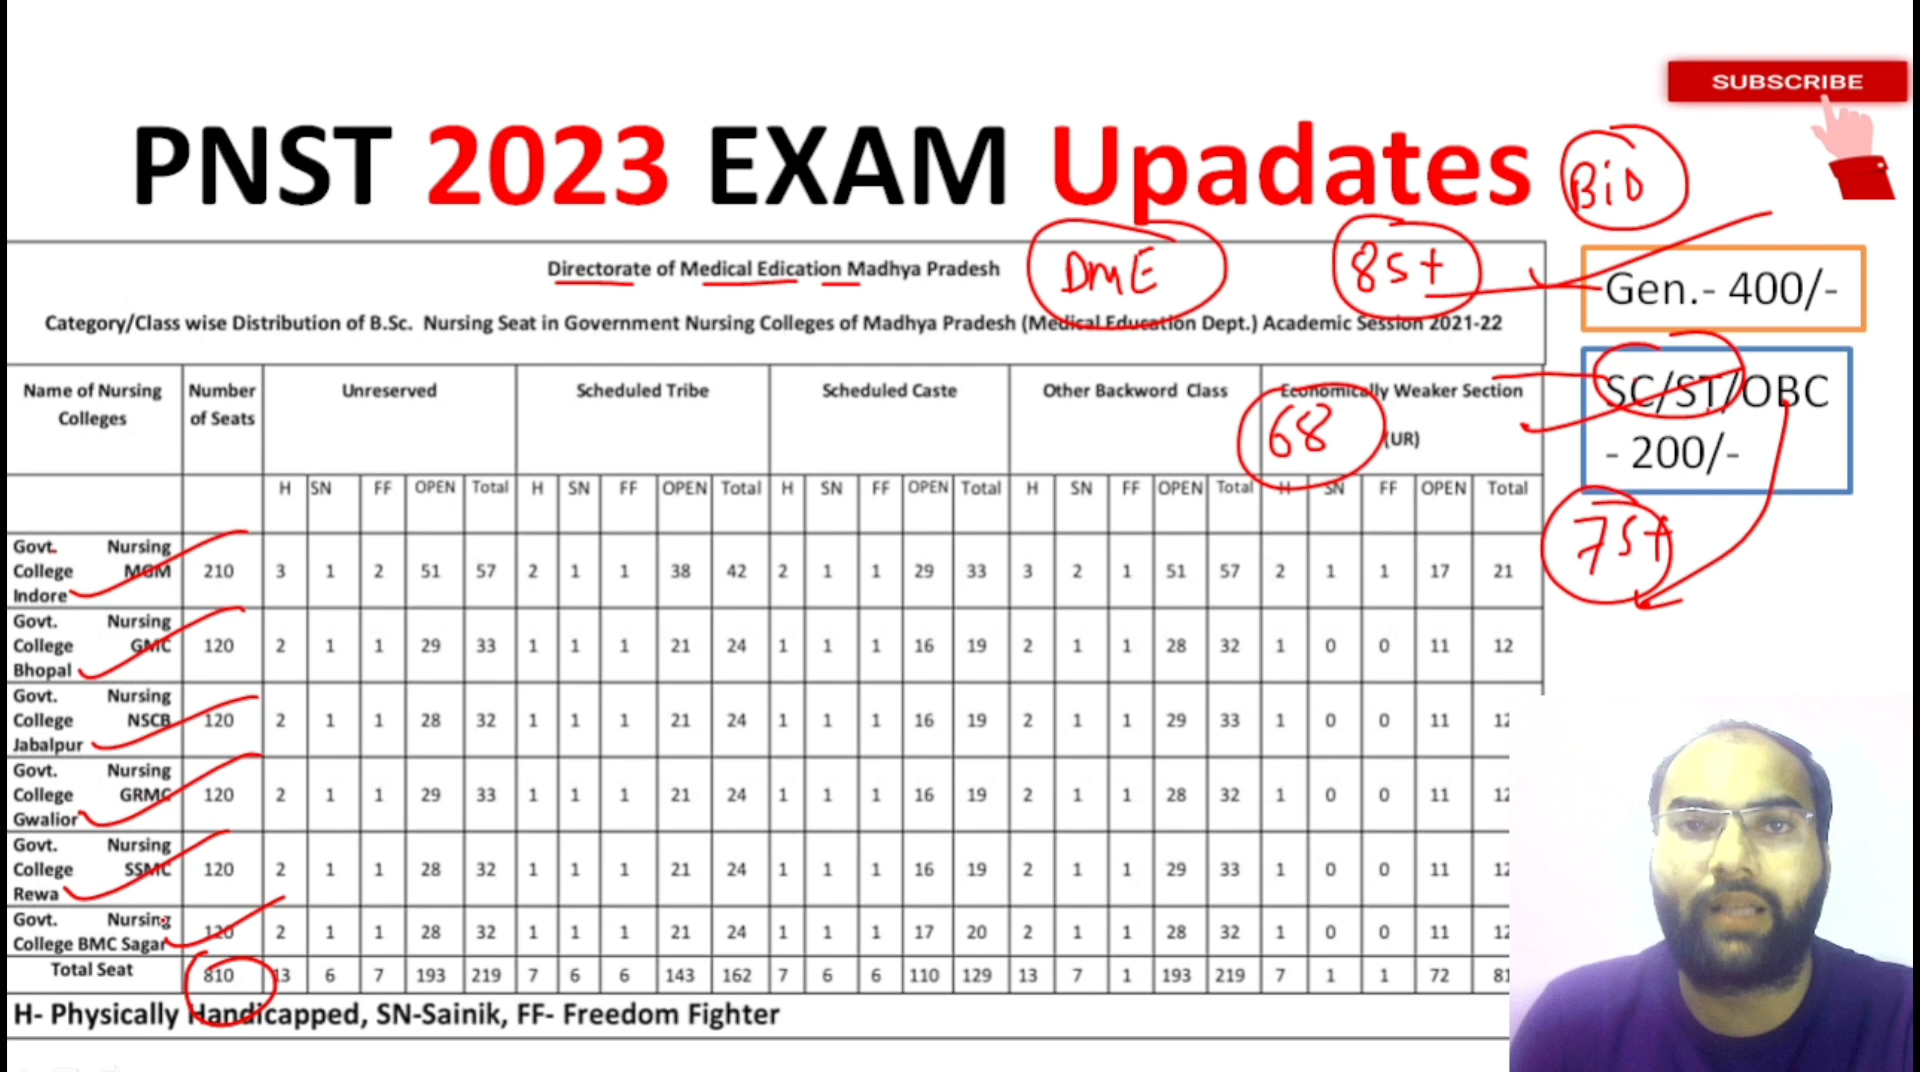 SUBSCRIBE
PNST 2023 EXAM Upadates
BiO
Directorate of Medical Edication Madhya Pradesh
DME
85+
Gen.- 400/-
Category/Class wise Distribution of B.Sc. Nursing Seat in Government Nursing Colleges of Madhya Pradesh (Medical Education Dept.) Academic Session 2021-22
SC/ST/OBC
- 200/-
75+
Name of Nursing Colleges Number of Seats Unreserved Scheduled Tribe Scheduled Caste Other Backword Class Economically Weaker Section (UR)
68
H SN FF OPEN Total H SN FF OPEN Total H SN FF OPEN Total H SN FF OPEN Total H SN FF OPEN Total
Govt. Nursing College MGM Indore 210 3 1 2 51 57 2 1 1 38 42 2 1 1 29 33 3 2 1 51 57 2 1 1 17 21
Govt. Nursing College GMC Bhopal 120 2 1 1 29 33 1 1 1 21 24 1 1 1 16 19 2 1 1 28 32 1 0 0 11 12
Govt. Nursing College NSCB Jabalpur 120 2 1 1 28 32 1 1 1 21 24 1 1 1 16 19 2 1 1 29 33 1 0 0 11 12
Govt. Nursing College GRMC Gwalior 120 2 1 1 29 33 1 1 1 21 24 1 1 1 16 19 2 1 1 28 32 1 0 0 11 12
Govt. Nursing College SSMC Rewa 120 2 1 1 28 32 1 1 1 21 24 1 1 1 16 19 2 1 1 29 33 1 0 0 11 12
Govt. Nursing College BMC Sagar 120 2 1 1 28 32 1 1 1 21 24 1 1 1 17 20 2 1 1 28 32 1 0 0 11 12
Total Seat 810 13 6 7 193 219 7 6 6 143 162 7 6 6 110 129 13 7 1 193 219 7 1 1 72 81
H- Physically Handicapped, SN-Sainik, FF- Freedom Fighter